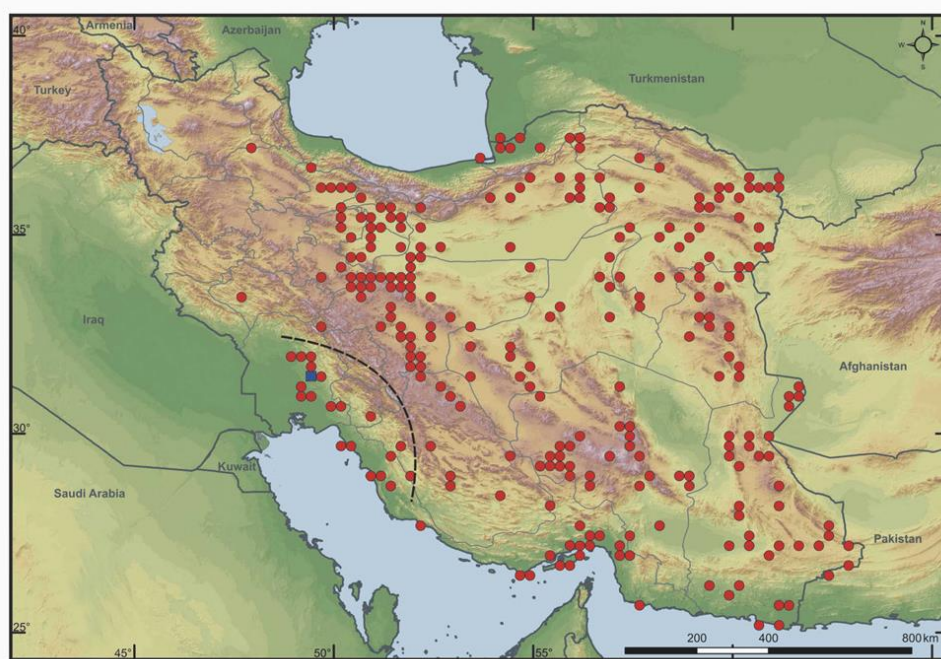 40°
Armenia
Azerbaijan
N
W
E
S
Turkey
Turkmenistan
35°
Iraq
Afghanistan
30°
Kuwait
Saudi Arabia
Pakistan
25°
200
400
800 km
45°
50°
55°